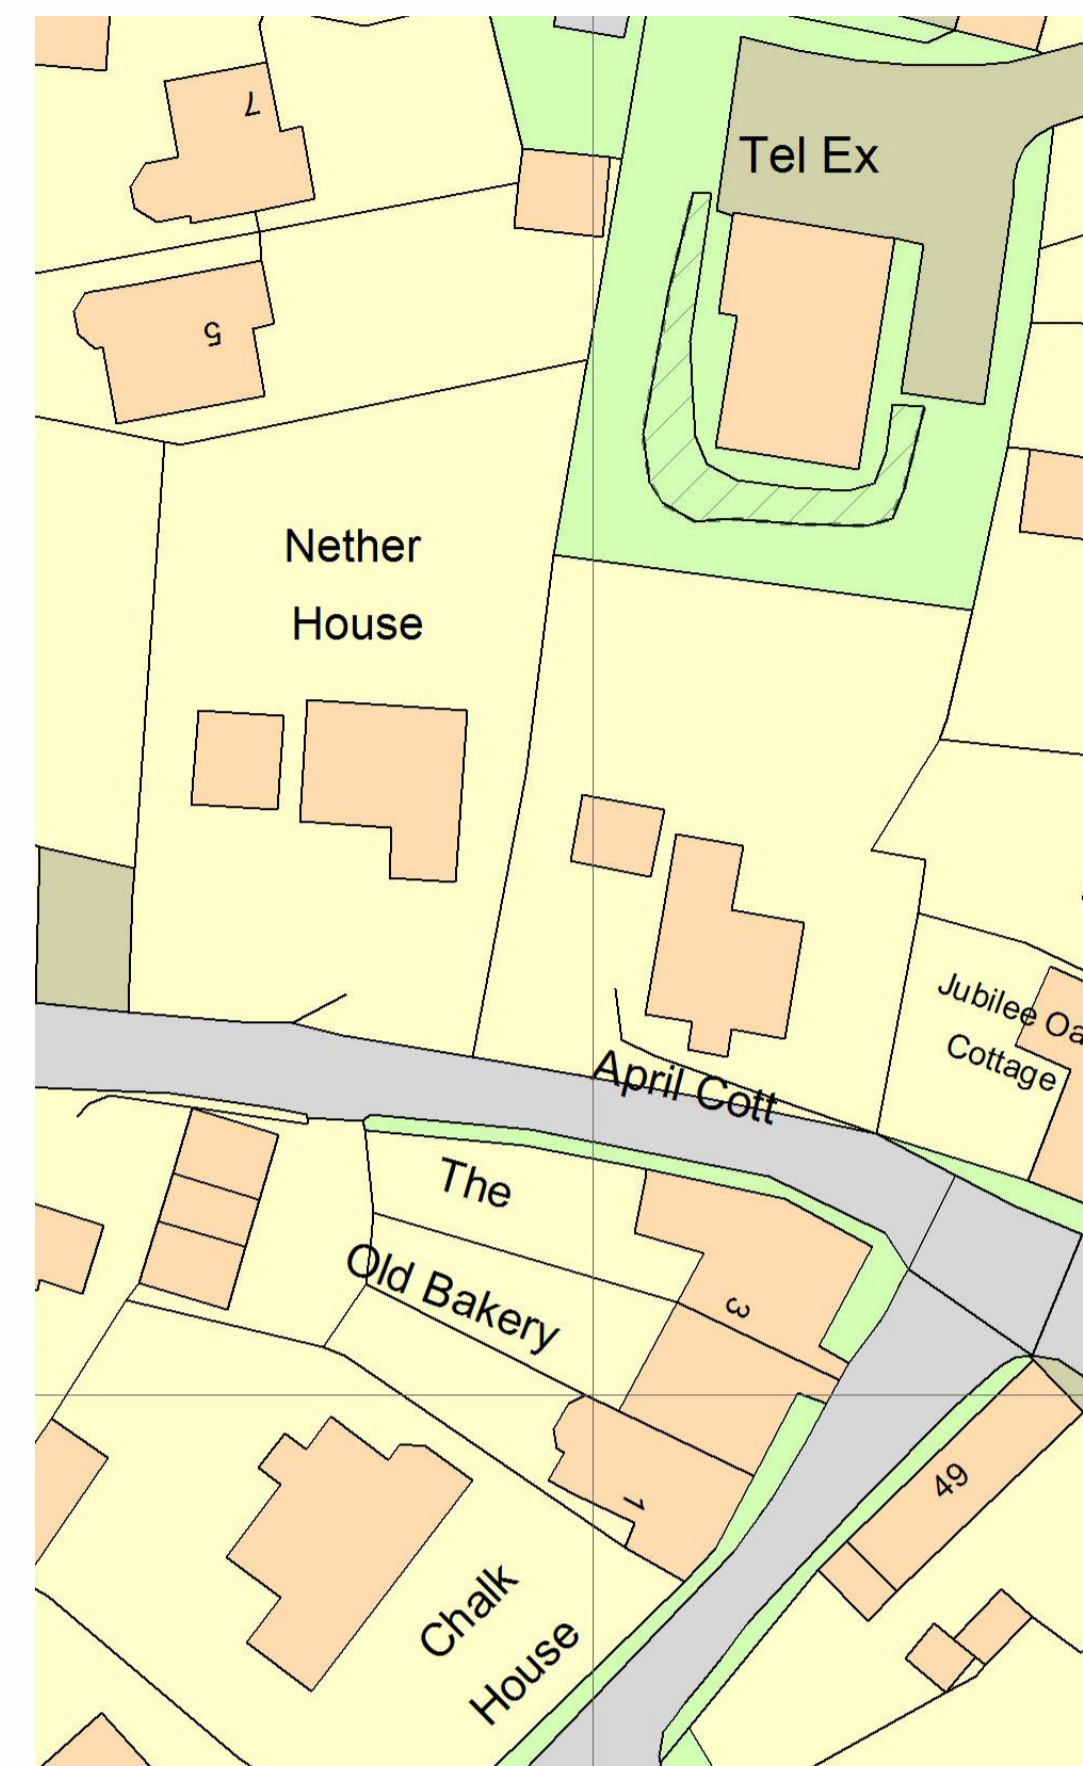 7
Tel Ex
5
Nether
House
Jubilee Oa
Cottage
April Cott
The
Old Bakery
3
1
49
Chalk
House